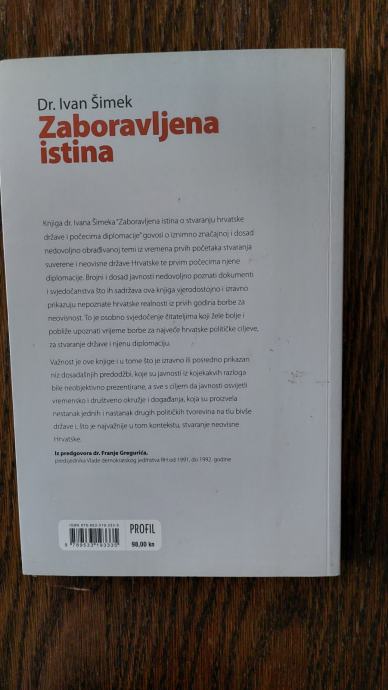 Dr. Ivan Šimek
Zaboravljena
istina
Knjiga dr. Ivana Šimeka "Zaboravljena istina o stvaranju hrvatske
države i počecima diplomacije" govosi o iznimno značajnoj i dosad
nedovoljno obrađivanoj temi iz vremena prvih početaka stvaranja
suverene i neovisne države Hrvatske te prvim počecima njene
diplomacije. Brojni i dosad javnosti nedovoljno poznati dokumenti
i svjedočanstva što ih sadržava ova knjiga vjerodostojno i izravno
prikazuju nepoznate hrvatske realnosti iz prvih godina borbe za
neovisnost. To je osobno svjedočenje čitateljima koji žele bolje i
pobliže upoznati vrijeme borbe za najveće hrvatske političke ciljeve,
za stvaranje države i njenu diplomaciju.
Važnost je ove knjige i u tome što je izravno ili posredno prikazan
niz dosadašnjih predodžbi, koje su javnosti iz kojekakvih razloga
bile neobjektivno prezentirane, a sve s ciljem da javnosti osvijetli
vremensko i društveno okružje i događanja, koja su proizvela
nestanak jednih i nastanak drugih političkih tvorevina na tlu bivše
države i, što je najvažnije u tom kontekstu, stvaranje neovisne
Hrvatske.
Iz predgovora dr. Franje Gregurića,
predsjednika Vlade demokratskog jedinstva RH od 1991. do 1992. godine
PROFIL
98,00 kn